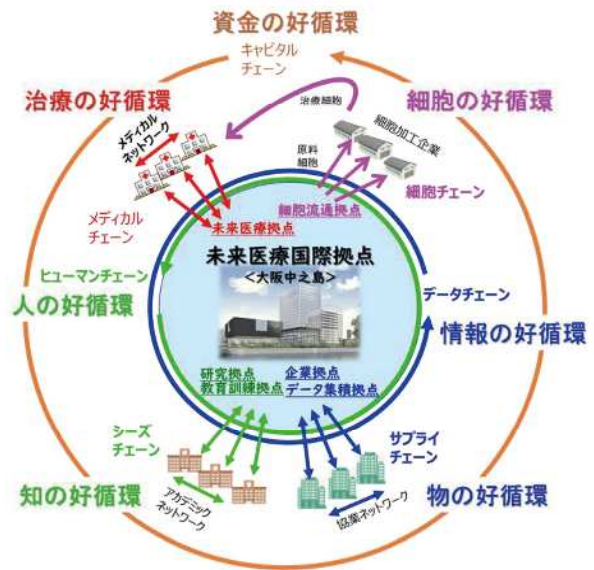 資金の好循環
キャピタル
チェーン
治療の好循環
細胞の好循環
治療細胞
メディカル
ネットワーク
細胞加工企業
原料
細胞
細胞チェーン
メディカル
チェーン
未来医療拠点
細胞流通拠点
未来医療国際拠点
<大阪中之島>
ヒューマンチェーン
人の好循環
データチェーン
情報の好循環
研究拠点
教育訓練拠点
企業拠点
データ集積拠点
シーズ
チェーン
サプライ
チェーン
知の好循環
アカデミック
ネットワーク
協業ネットワーク
物の好循環